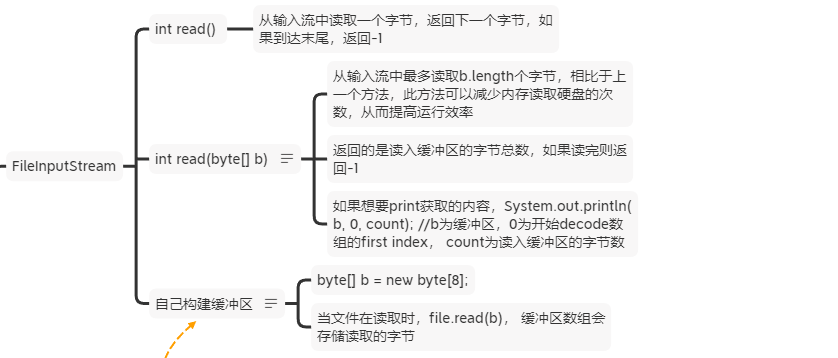 FileInputStream
int read()
从输入流中读取一个字节，返回下一个字节，如
果到达末尾，返回-1
int read(byte[] b)
从输入流中最多读取b.length个字节，相比于上
一个方法，此方法可以减少内存读取硬盘的次
数，从而提高运行效率
返回的是读入缓冲区的字节总数，如果读完则返
回-1
如果想要print获取的内容，System.out.println(
b, 0, count); //b为缓冲区，0为开始decode数
组的first index， count为读入缓冲区的字节数
自己构建缓冲区
byte[] b = new byte[8];
当文件在读取时，file.read(b)， 缓冲区数组会
存储读取的字节